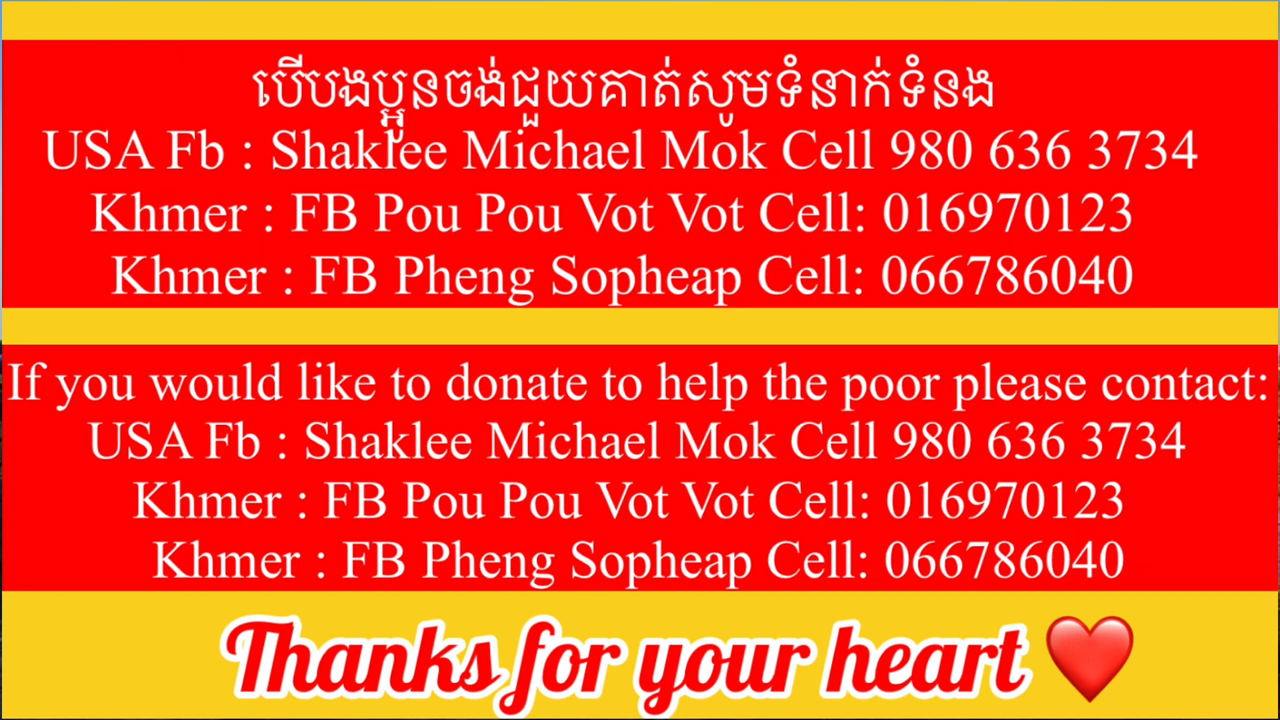 បើបងប្អូនចង់ជួយគាត់សូមទំនាក់ទំនង
USA Fb : Shaklee Michael Mok Cell 980 636 3734
Khmer : FB Pou Pou Vot Vot Cell: 016970123
Khmer : FB Pheng Sopheap Cell: 066786040
If you would like to donate to help the poor please contact:
USA Fb : Shaklee Michael Mok Cell 980 636 3734
Khmer : FB Pou Pou Vot Vot Cell: 016970123
Khmer : FB Pheng Sopheap Cell: 066786040
Thanks for your heart ❤️